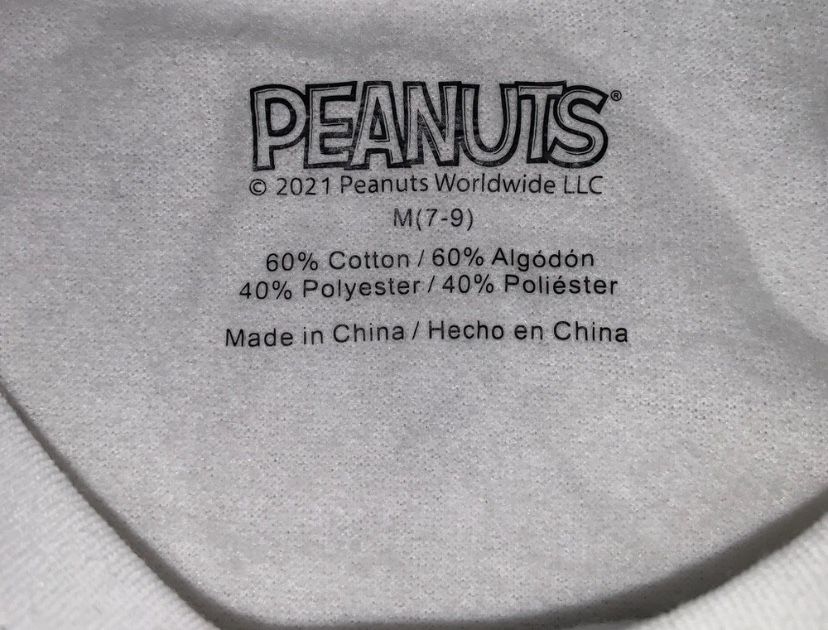 PEANUTS®
© 2021 Peanuts Worldwide LLC
M(7-9)
60% Cotton / 60% Algódón
40% Polyester / 40% Poliéster
Made in China / Hecho en China